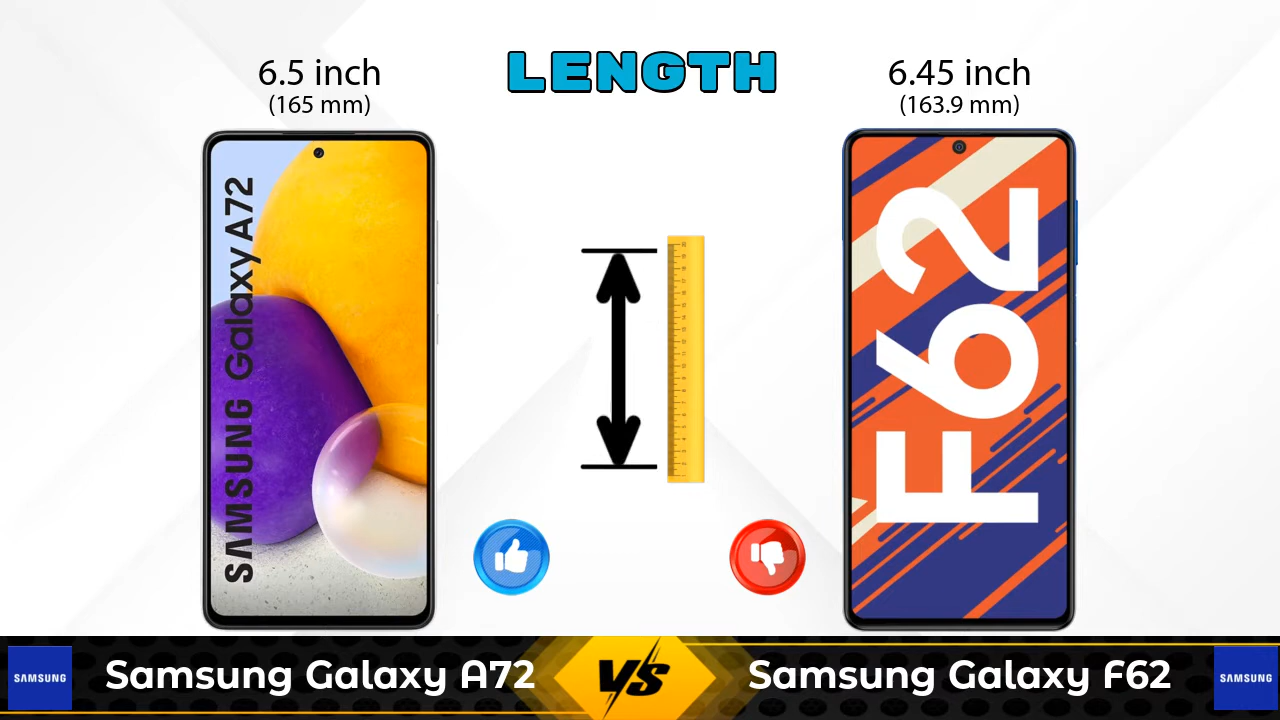 LENGTH
6.5 inch
(165 mm)
6.45 inch
(163.9 mm)
SAMSUNG Galaxy A72
F62
SAMSUNG
Samsung Galaxy A72
VS
Samsung Galaxy F62
SAMSUNG